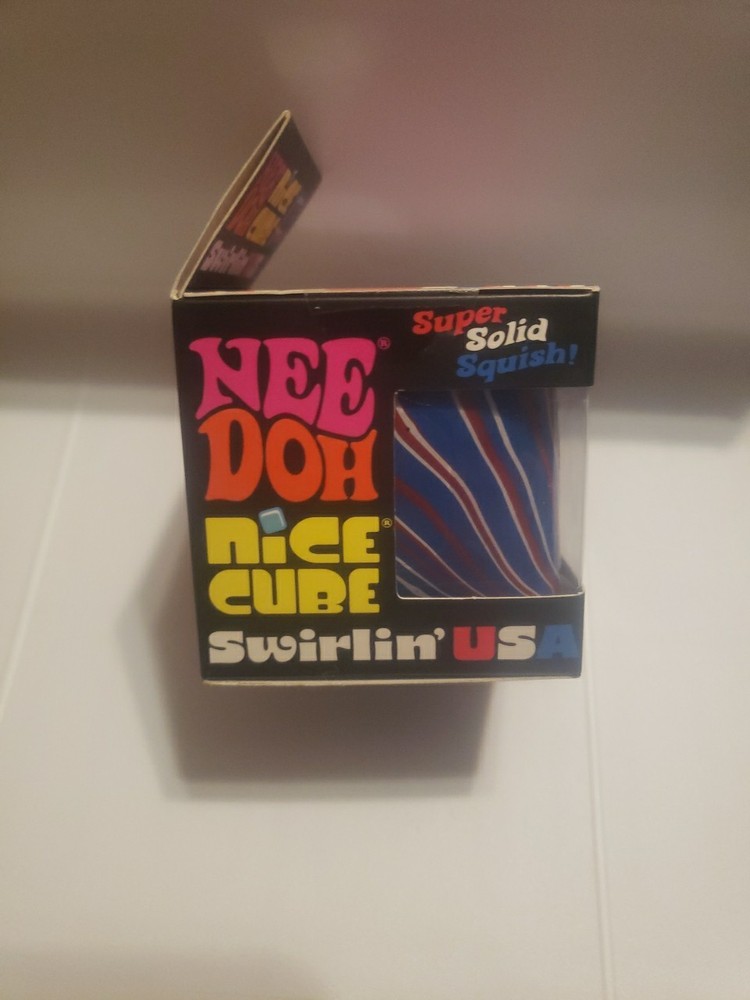 Super
Solid
Squish!
NEE®
DOH
NiCE®
CUBE
Swirlin' USA